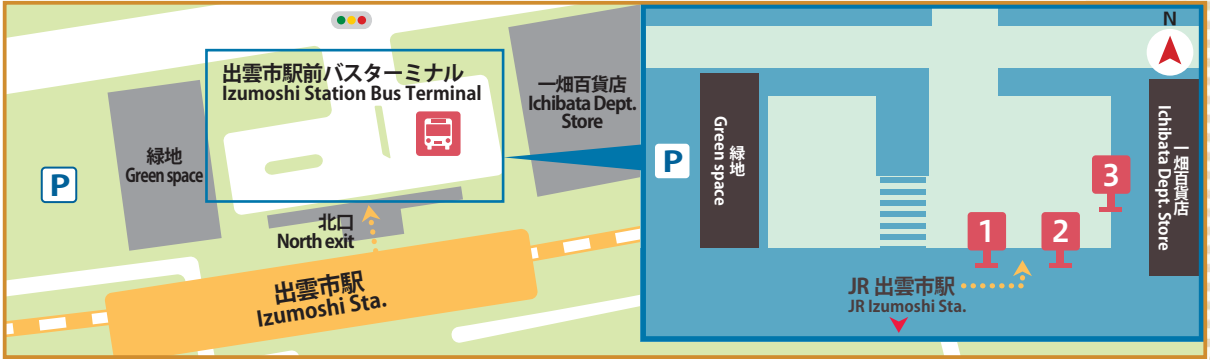 出雲市駅前バスターミナル
Izumoshi Station Bus Terminal
一畑百貨店
Ichibata Dept.
Store
緑地
Green space
P
北口
North exit
出雲市駅
Izumoshi Sta.
N
P
緑地
Green space
一畑百貨店
Ichibata Dept. Store
3
1
2
JR 出雲市駅
JR Izumoshi Sta.